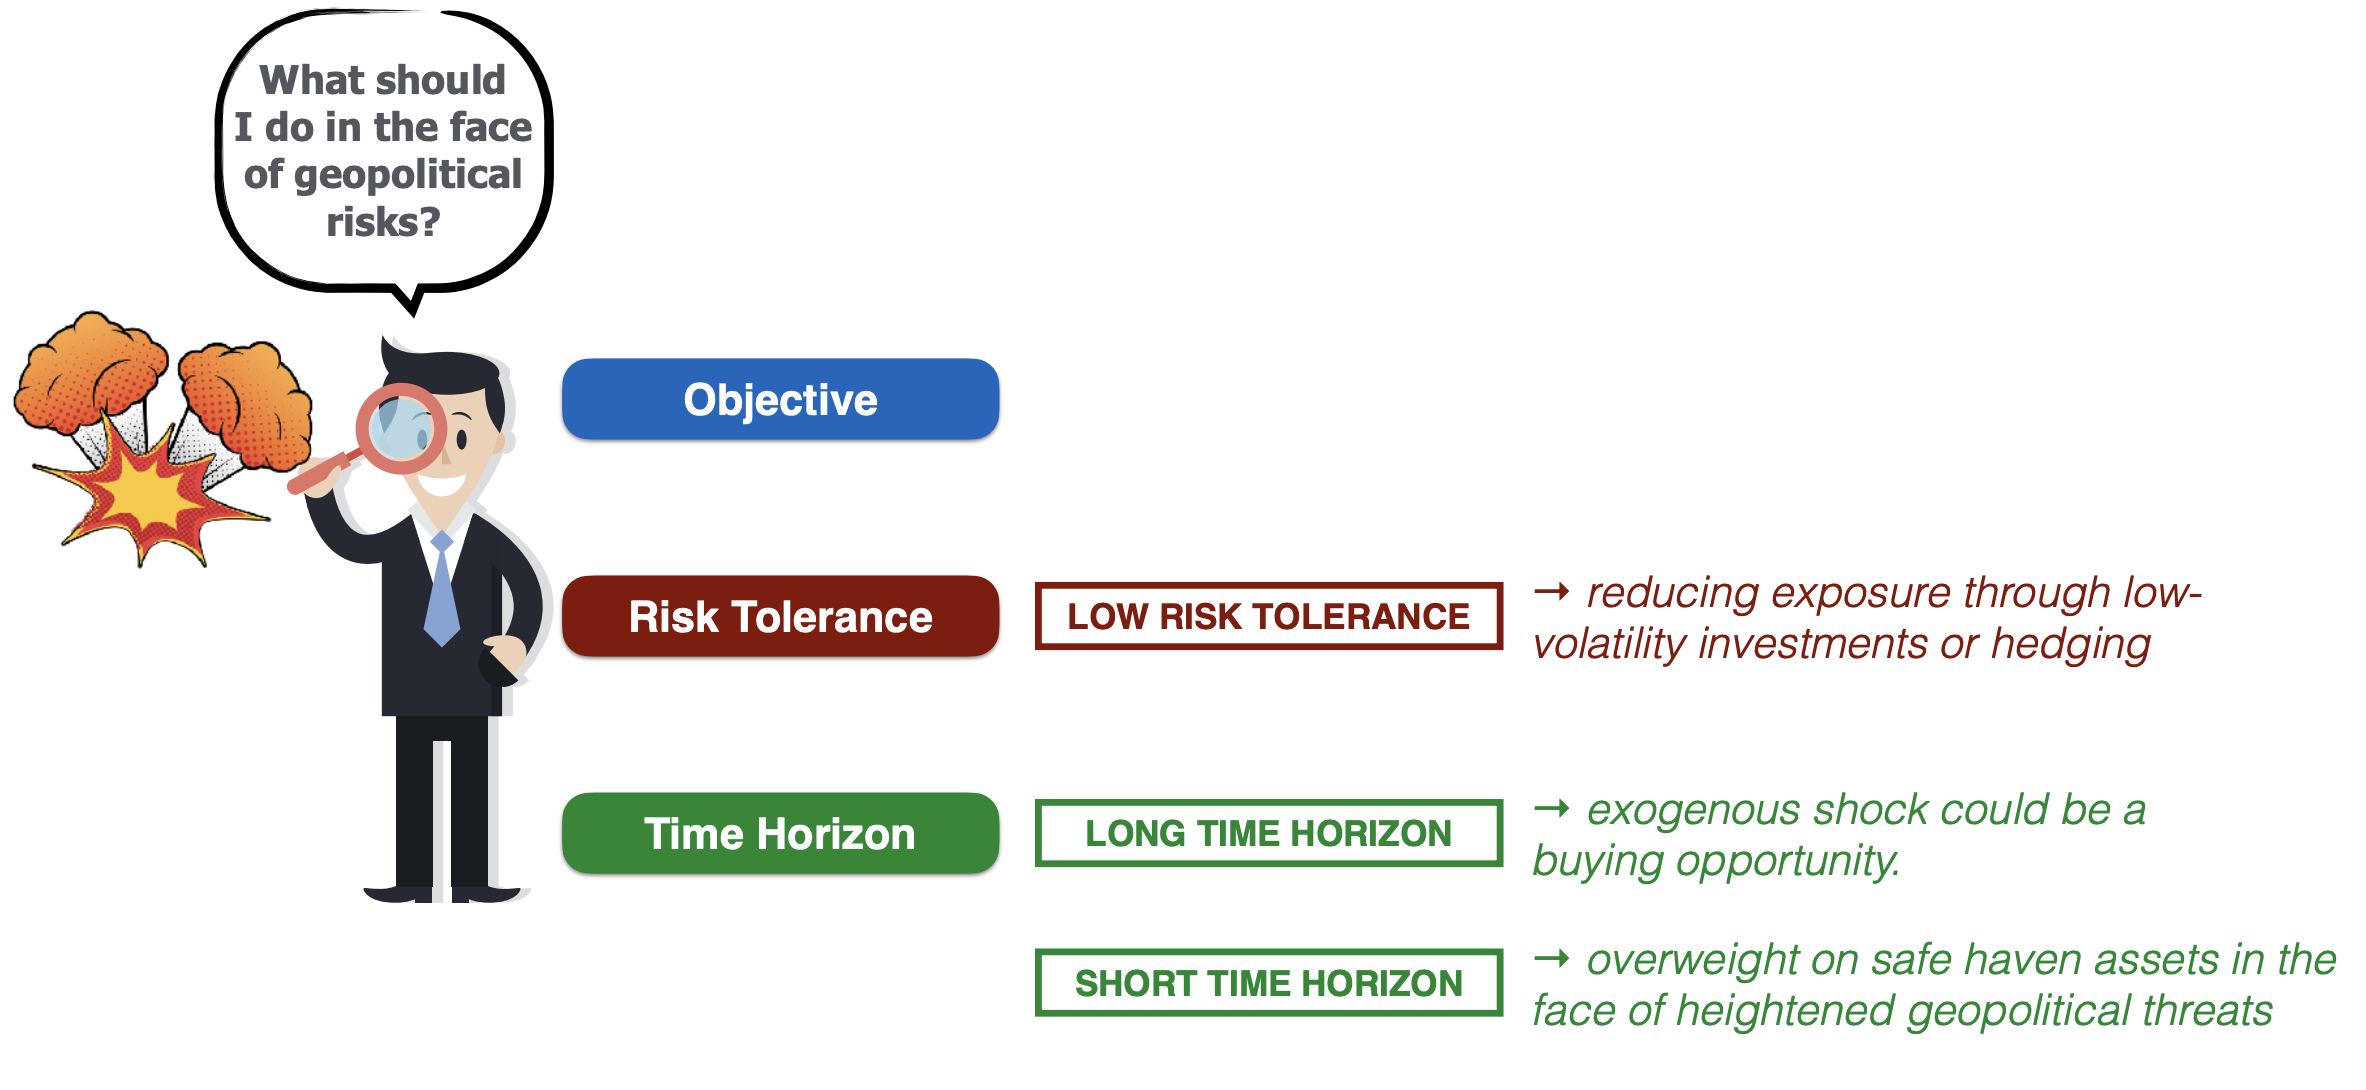 What should
I do in the face
of geopolitical
risks?
Objective
Risk Tolerance
LOW RISK TOLERANCE
→ reducing exposure through low-
volatility investments or hedging
Time Horizon
LONG TIME HORIZON
→ exogenous shock could be a
buying opportunity.
SHORT TIME HORIZON
→ overweight on safe haven assets in the
face of heightened geopolitical threats